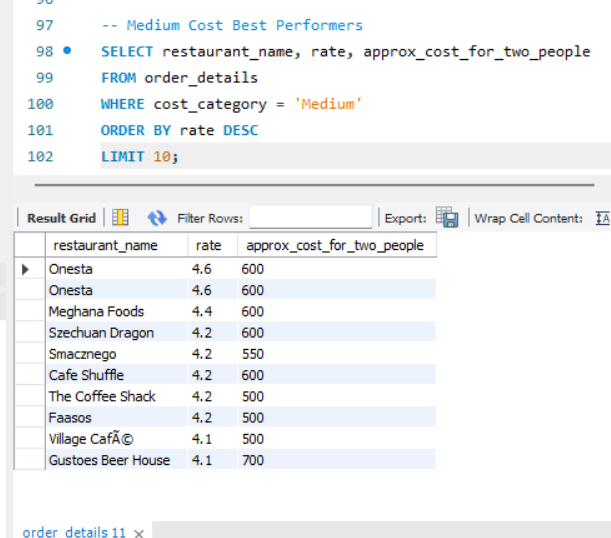 97 -- Medium Cost Best Performers
98 SELECT restaurant_name, rate, approx_cost_for_two_people
99 FROM order_details
100 WHERE cost_category = 'Medium'
101 ORDER BY rate DESC
102 LIMIT 10;
Result Grid Filter Rows: Export: Wrap Cell Content:
restaurant_name rate approx_cost_for_two_people
Onesta 4.6 600
Onesta 4.6 600
Meghana Foods 4.4 600
Szechuan Dragon 4.2 600
Smacznego 4.2 550
Cafe Shuffle 4.2 600
The Coffee Shack 4.2 500
Faasos 4.2 500
Village CafÃ© 4.1 500
Gustoes Beer House 4.1 700
order_details 11